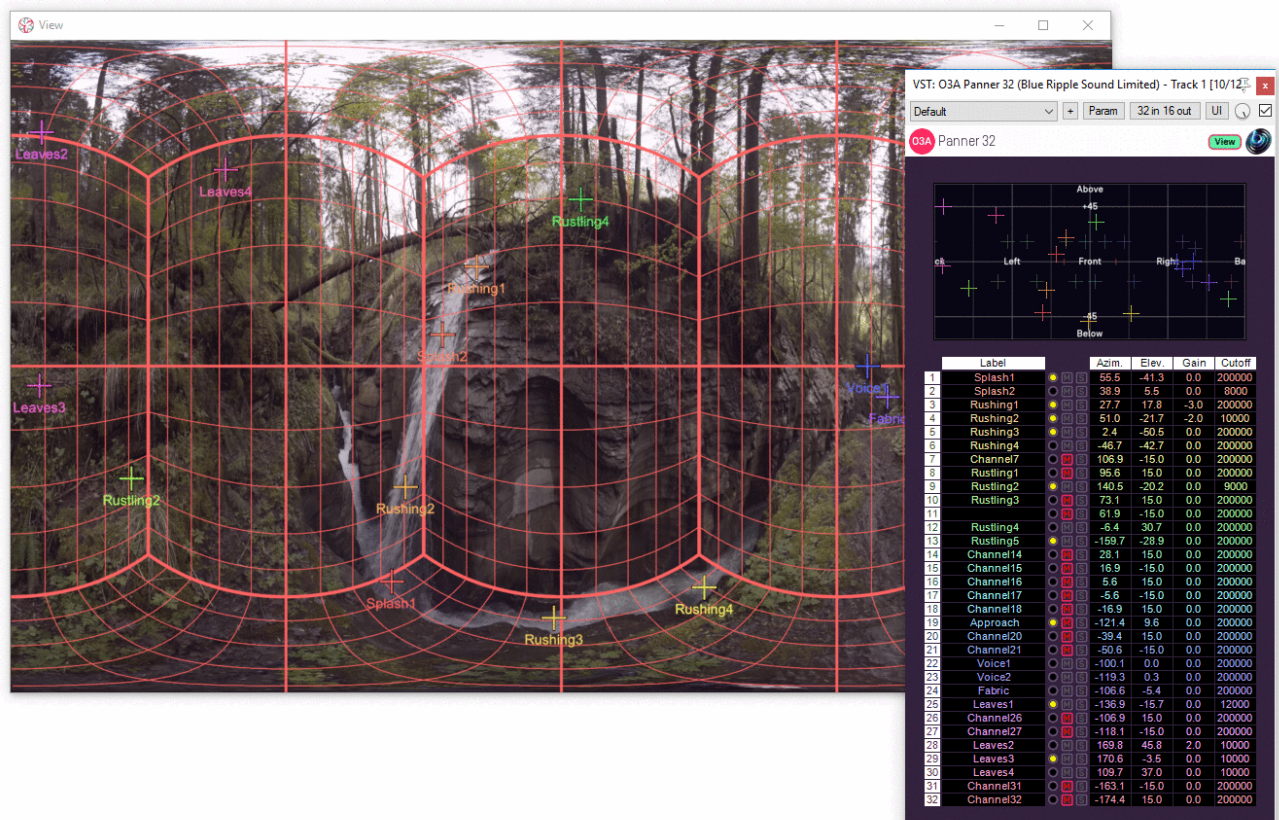 View
Leaves2
Leaves4
Rustling4
Rushing1
Splash2
Leaves3
Voice1
Fabric
Rustling2
Rushing2
Splash1
Rushing4
Rushing3
VST: O3A Panner 32 (Blue Ripple Sound Limited) - Track 1 [10/12
Default + Param 32 in 16 out UI
O3A Panner 32 View
Above
+45
ck Left Front Right Ba
-45
Below
Label Azim. Elev. Gain Cutoff
1 Splash1 M S 55.5 -41.3 0.0 200000
2 Splash2 M S 38.9 5.5 0.0 8000
3 Rushing1 M S 27.7 17.8 -3.0 200000
4 Rushing2 M S 51.0 -21.7 -2.0 10000
5 Rushing3 M S 2.4 -50.5 0.0 200000
6 Rushing4 M S -46.7 -42.7 0.0 200000
7 Channel7 M S 106.9 -15.0 0.0 200000
8 Rustling1 M S 95.6 15.0 0.0 200000
9 Rustling2 M S 140.5 -20.2 0.0 9000
10 Rustling3 M S 73.1 15.0 0.0 200000
11 M S 61.9 -15.0 0.0 200000
12 Rustling4 M S -6.4 30.7 0.0 200000
13 Rustling5 M S -159.7 -28.9 0.0 200000
14 Channel14 M S 28.1 15.0 0.0 200000
15 Channel15 M S 16.9 -15.0 0.0 200000
16 Channel16 M S 5.6 15.0 0.0 200000
17 Channel17 M S -5.6 -15.0 0.0 200000
18 Channel18 M S -16.9 15.0 0.0 200000
19 Approach M S -121.4 9.6 0.0 200000
20 Channel20 M S -39.4 15.0 0.0 200000
21 Channel21 M S -50.6 -15.0 0.0 200000
22 Voice1 M S -100.1 0.0 0.0 200000
23 Voice2 M S -119.3 0.3 0.0 200000
24 Fabric M S -106.6 -5.4 0.0 200000
25 Leaves1 M S -136.9 -15.7 0.0 12000
26 Channel26 M S -106.9 15.0 0.0 200000
27 Channel27 M S -118.1 -15.0 0.0 200000
28 Leaves2 M S 169.8 45.8 2.0 10000
29 Leaves3 M S 170.6 -3.5 0.0 10000
30 Leaves4 M S 109.7 37.0 0.0 10000
31 Channel31 M S -163.1 -15.0 0.0 200000
32 Channel32 M S -174.4 15.0 0.0 200000